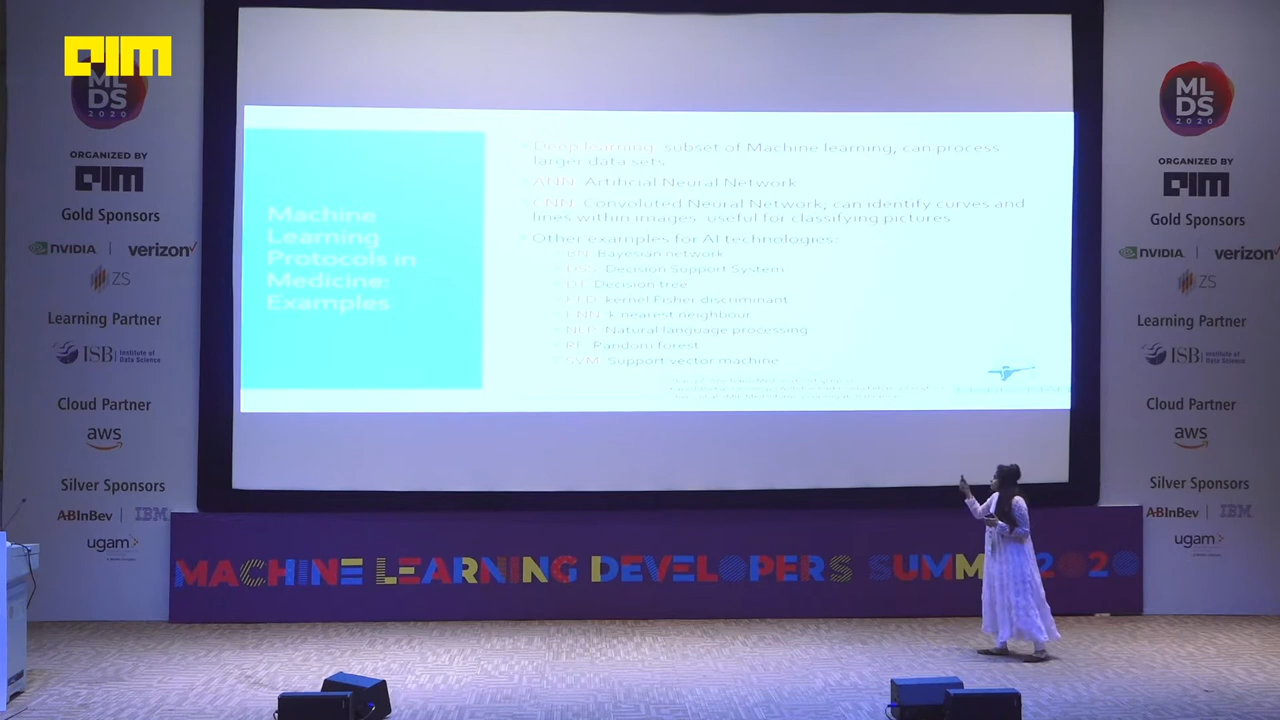 AIM
ML
DS
2020
ORGANIZED BY
AIM
Gold Sponsors
NVIDIA
verizon
ZS
Learning Partner
ISB Institute of
Data Science
Cloud Partner
aws
Silver Sponsors
ABInBev
IBM
ugam
Machine
Learning
Protocols in
Medicine:
Examples
Deep learning: subset of Machine learning, can process
larger data sets
ANN: Artificial Neural Network
CNN: Convoluted Neural Network; can identify curves and
lines within images- useful for classifying pictures
Other examples for AI technologies:
BN: Bayesian network
DSS: Decision Support System
DT: Decision tree
kernel Fisher discriminant
k nearest neighbour
NLP: Natural language processing
RF: Random forest
SVM: Support vector machine
MACHINE LEARNING DEVELOPERS SUMM 2020
ML
DS
2020
ORGANIZED BY
AIM
Gold Sponsors
NVIDIA
verizon
ZS
Learning Partner
ISB Institute of
Data Science
Cloud Partner
aws
Silver Sponsors
ABInBev
IBM
ugam